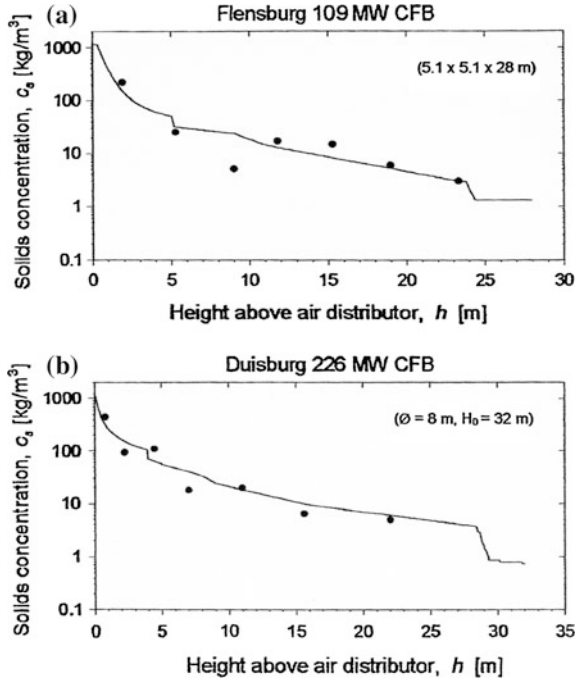 (a) Flensburg 109 MW CFB
(5.1 x 5.1 x 28 m)
Solids concentration, cₛ [kg/m³]
1000
100
10
1
0.1
0 5 10 15 20 25 30
Height above air distributor, h [m]
(b) Duisburg 226 MW CFB
(Ø = 8 m, H₀ = 32 m)
Solids concentration, cₛ [kg/m³]
1000
100
10
1
0.1
0 5 10 15 20 25 30 35
Height above air distributor, h [m]